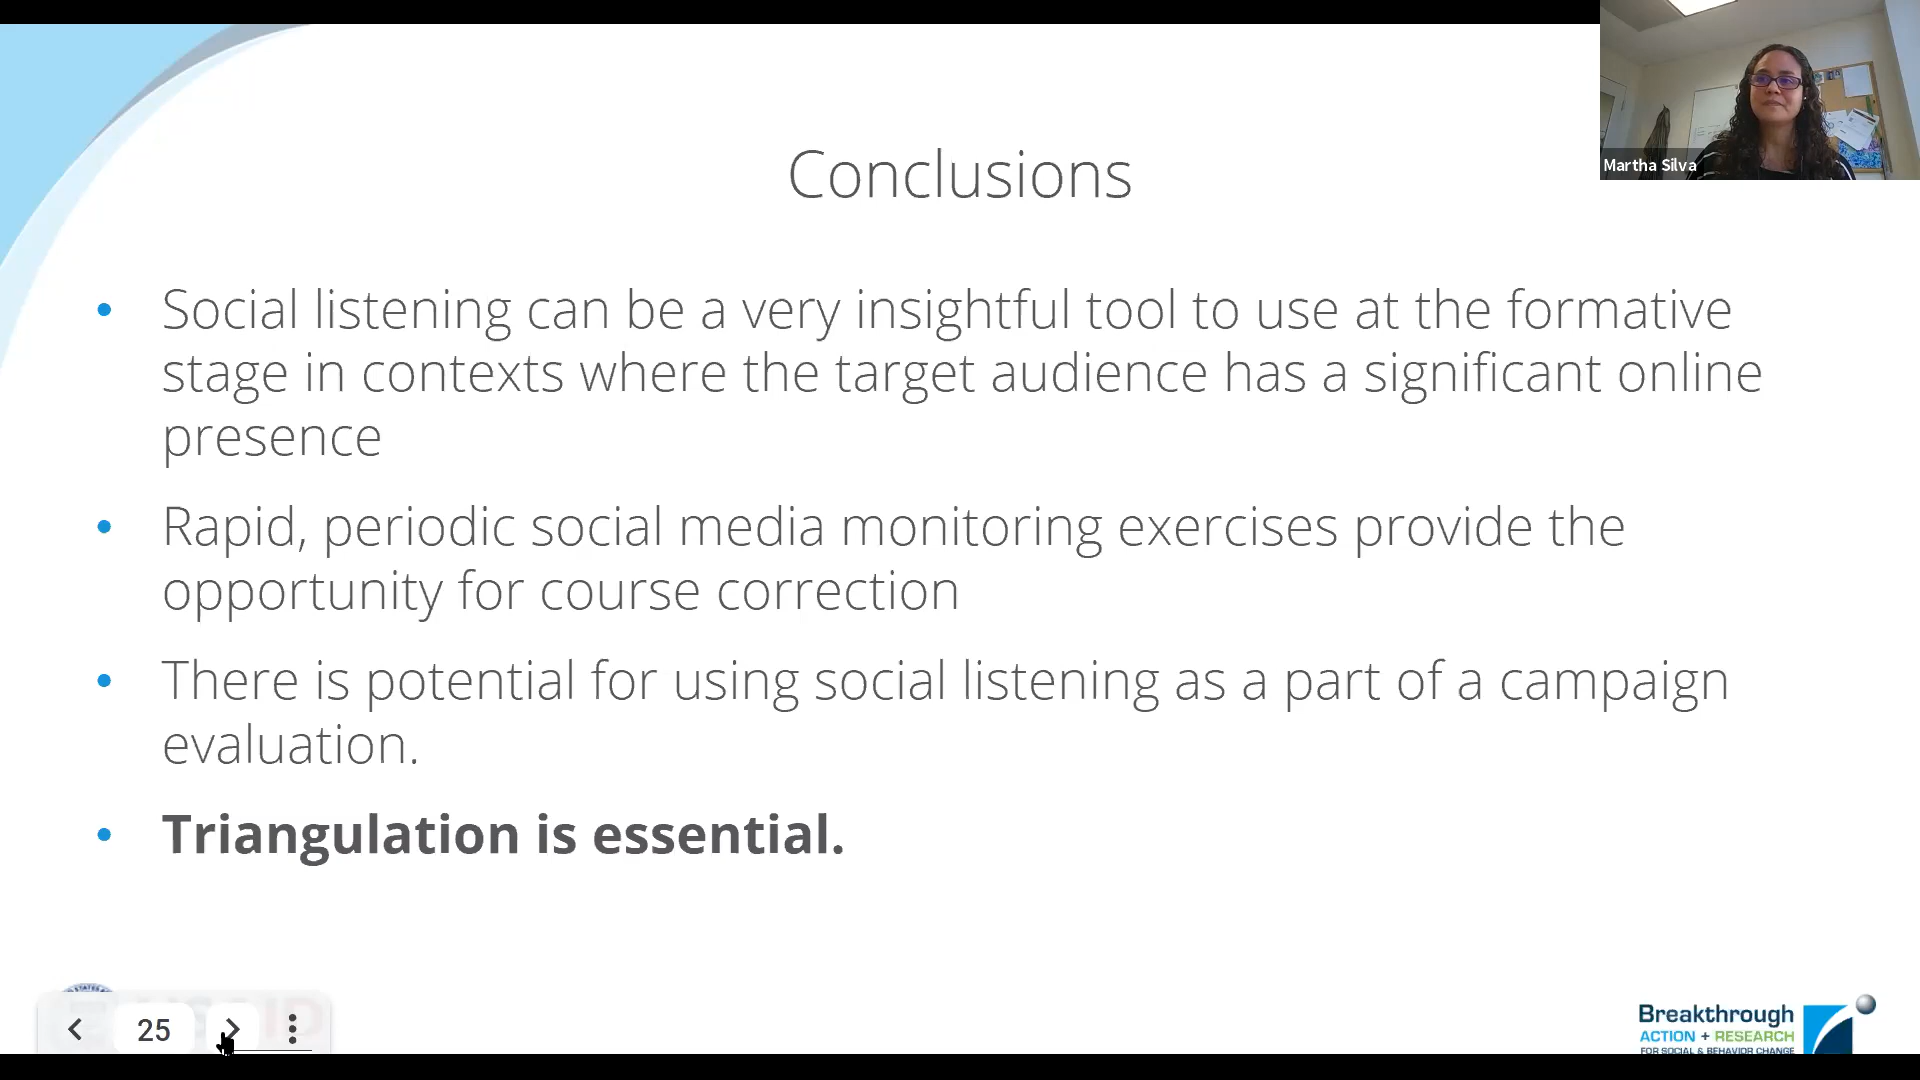 Martha Silva
Conclusions
• Social listening can be a very insightful tool to use at the formative
stage in contexts where the target audience has a significant online
presence
• Rapid, periodic social media monitoring exercises provide the
opportunity for course correction
• There is potential for using social listening as a part of a campaign
evaluation.
• Triangulation is essential.
25
Breakthrough
ACTION + RESEARCH
FOR SOCIAL & BEHAVIOR CHANGE